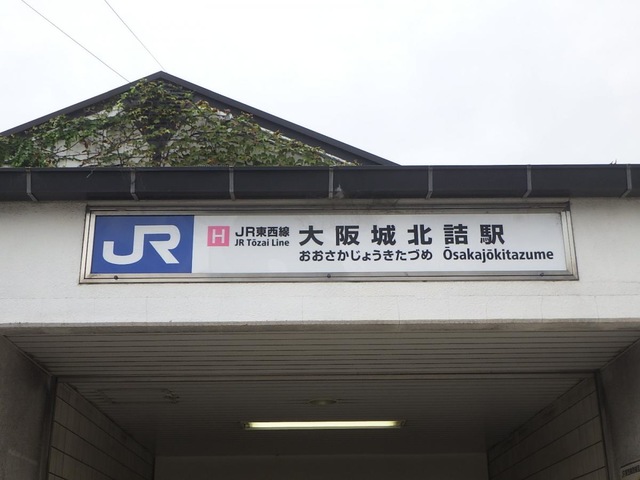 JR
H
JR東西線
JR Tōzai Line
大阪城北詰駅
おおさかじょうきたづめ Ōsakajōkitazume